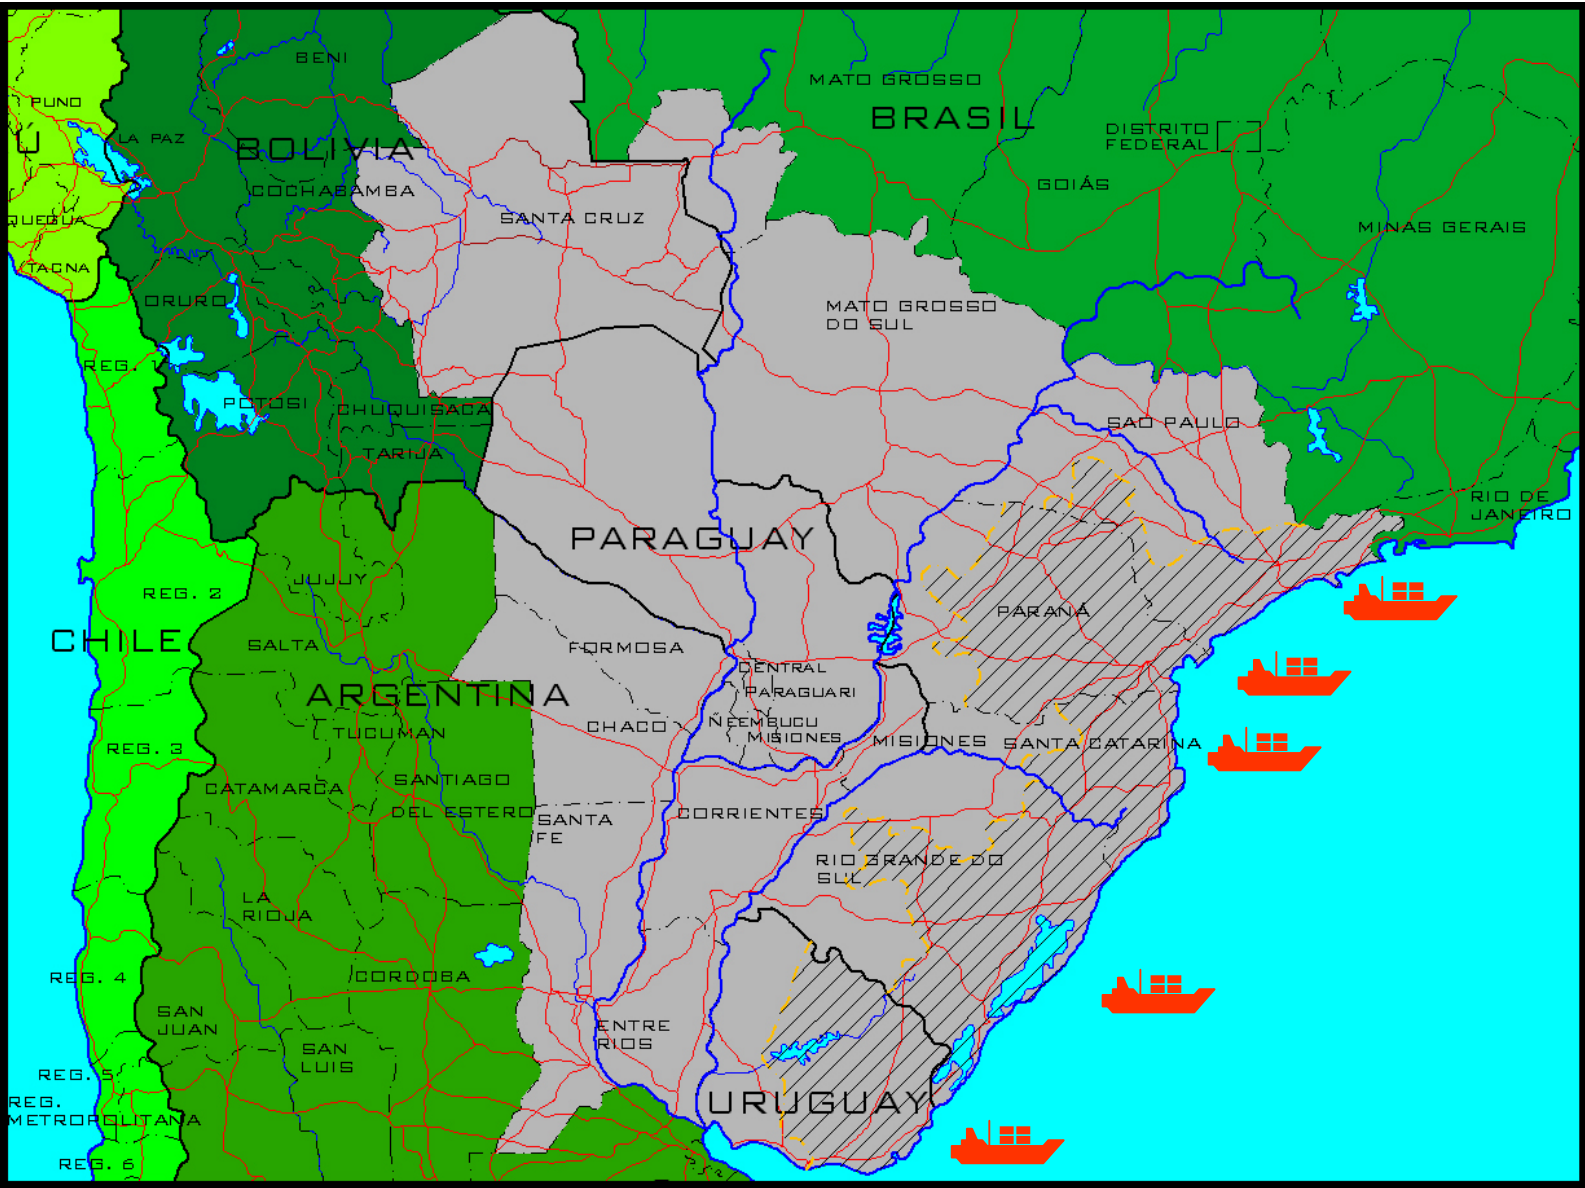 BENI
MATO GROSSO
PUNO
BRASIL
U
LA PAZ
BOLIVIA
DISTRITO
FEDERAL
COCHABAMBA
GOIÁS
QUEGUA
SANTA CRUZ
MINAS GERAIS
TACNA
ORURO
MATO GROSSO
DO SUL
REG. 1
POTOSI
CHUQUISACA
SAO PAULO
TARIJA
RIO DE
JANEIRO
PARAGUAY
JUJUY
REG. 2
PARANÁ
CHILE
SALTA
FORMOSA
CENTRAL
ARGENTINA
PARAGUARI
CHACO
ÑEEMBUCU
MISIONES
TUCUMAN
MISIONES
SANTA CATARINA
REG. 3
CATAMARCA
SANTIAGO
DEL ESTERO
CORRIENTES
SANTA
FE
RIO GRANDE DO
SUL
LA
RIOJA
REG. 4
CORDOBA
SAN
JUAN
ENTRE
RIOS
SAN
LUIS
REG. 5
REG.
METROPOLITANA
URUGUAY
REG. 6